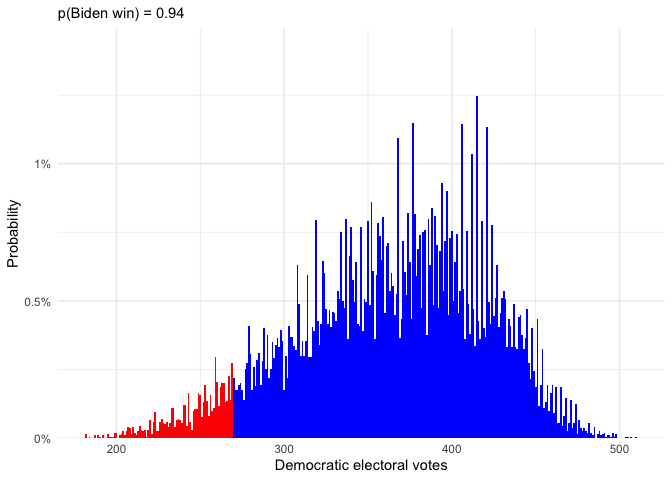 p(Biden win) = 0.94
Probability
1%
0.5%
0%
200 300 400 500
Democratic electoral votes